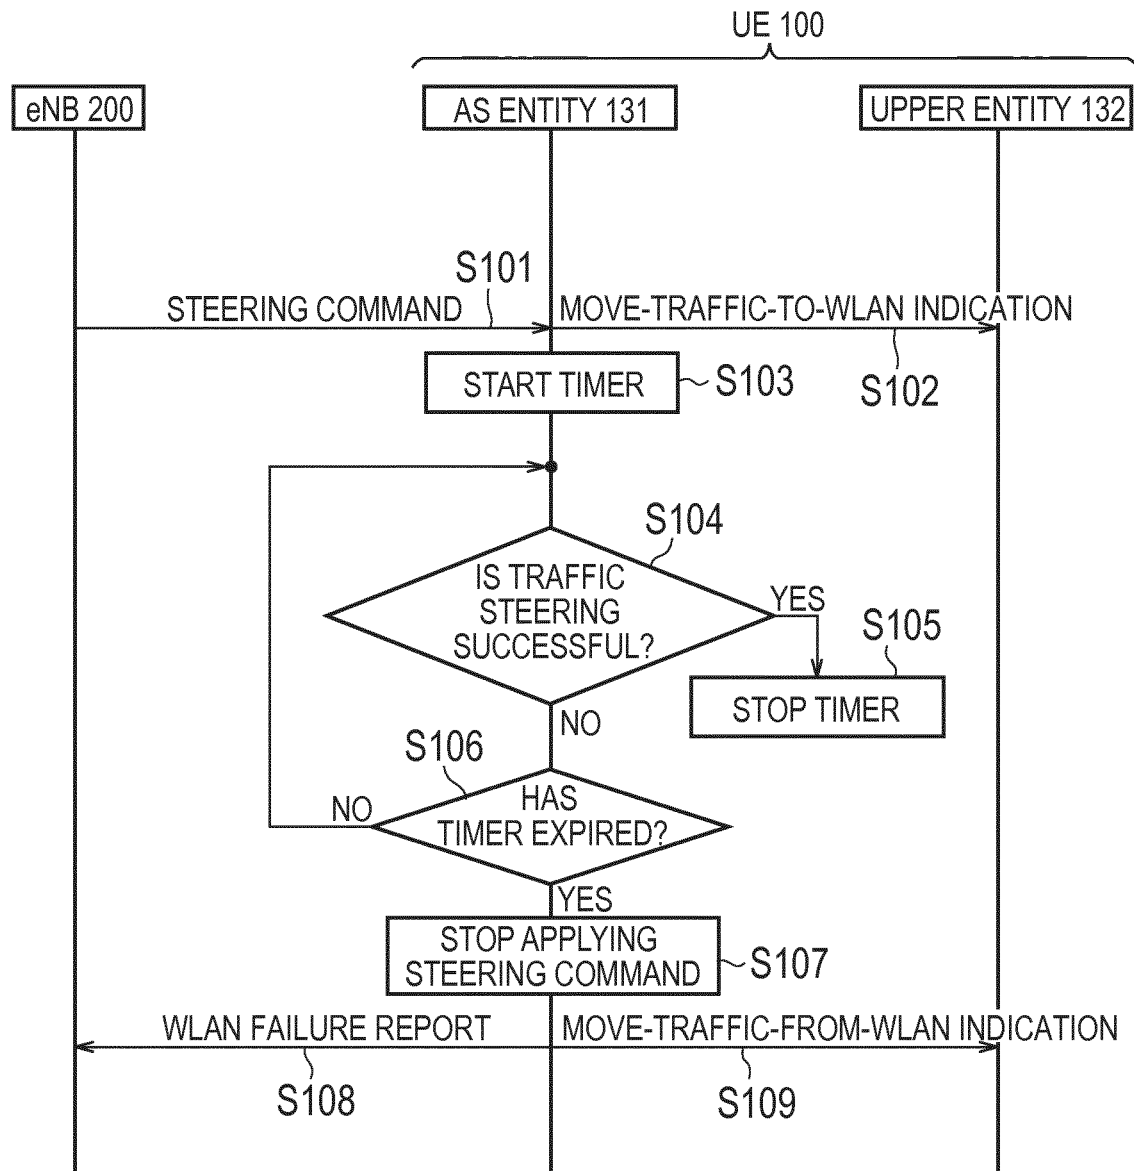 UE 100
eNB 200
AS ENTITY 131
UPPER ENTITY 132
S101
STEERING COMMAND
MOVE-TRAFFIC-TO-WLAN INDICATION
S102
START TIMER
S103
S104
IS TRAFFIC
STEERING
SUCCESSFUL?
YES
S105
STOP TIMER
NO
S106
HAS
TIMER EXPIRED?
NO
YES
STOP APPLYING
STEERING COMMAND
S107
WLAN FAILURE REPORT
MOVE-TRAFFIC-FROM-WLAN INDICATION
S108
S109